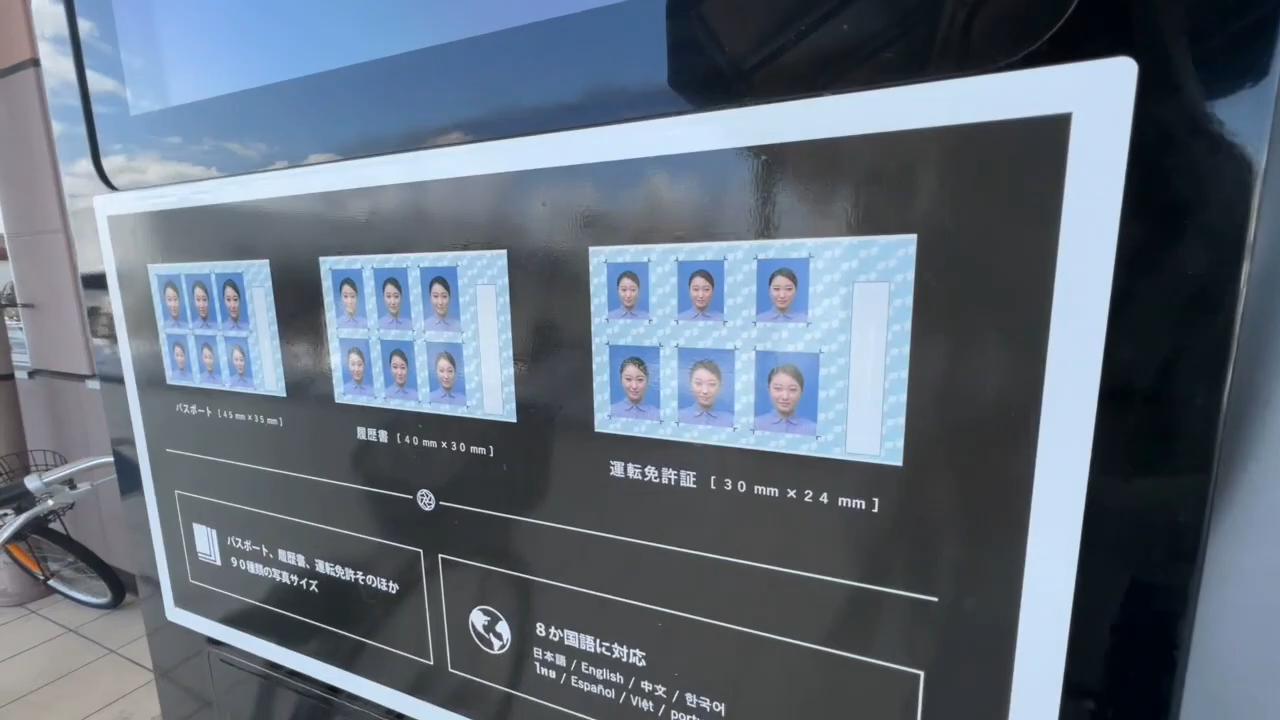 パスポート [45mm×35mm]
履歴書 [40mm×30mm]
運転免許証 [30mm×24mm]
パスポート、履歴書、運転免許そのほか
90種類の写真サイズ
8か国語に対応
日本語 / English / 中文 / 한국어
ไทย / Español / Việt /